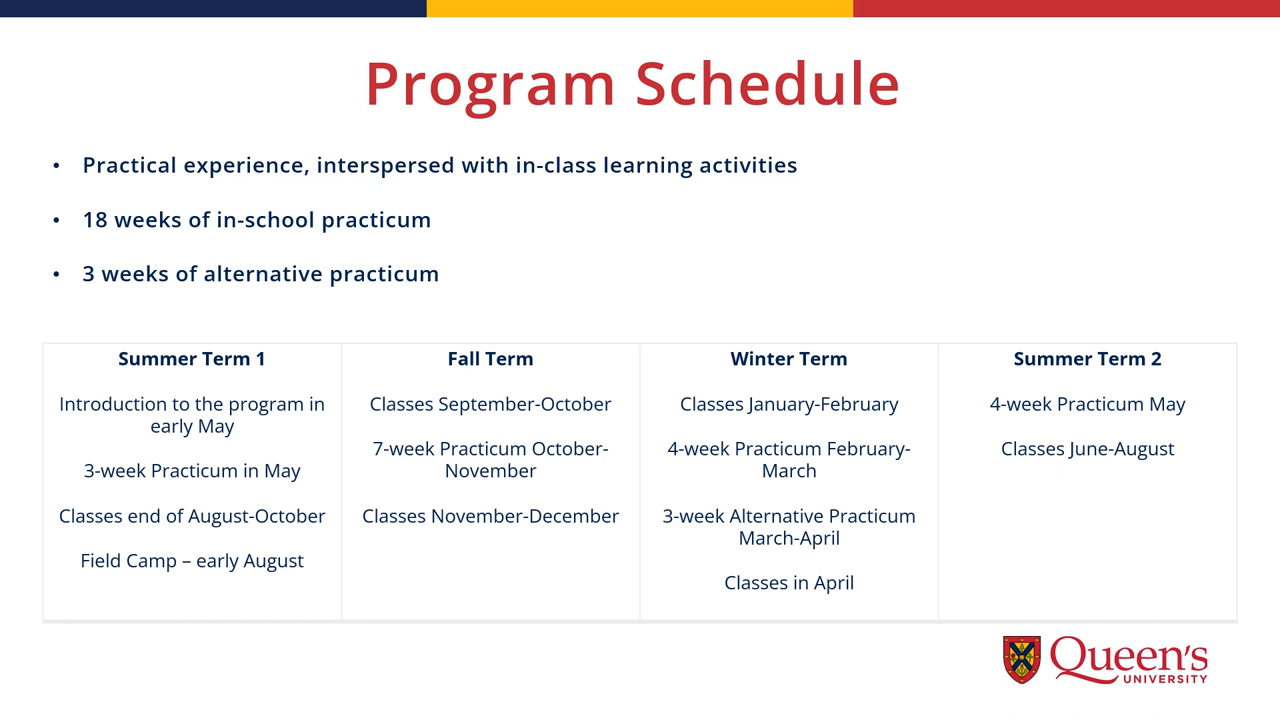 Program Schedule
• Practical experience, interspersed with in-class learning activities
• 18 weeks of in-school practicum
• 3 weeks of alternative practicum
Summer Term 1
Introduction to the program in
early May
3-week Practicum in May
Classes end of August-October
Field Camp – early August
Fall Term
Classes September-October
7-week Practicum October-
November
Classes November-December
Winter Term
Classes January-February
4-week Practicum February-
March
3-week Alternative Practicum
March-April
Classes in April
Summer Term 2
4-week Practicum May
Classes June-August
Queen's
UNIVERSITY